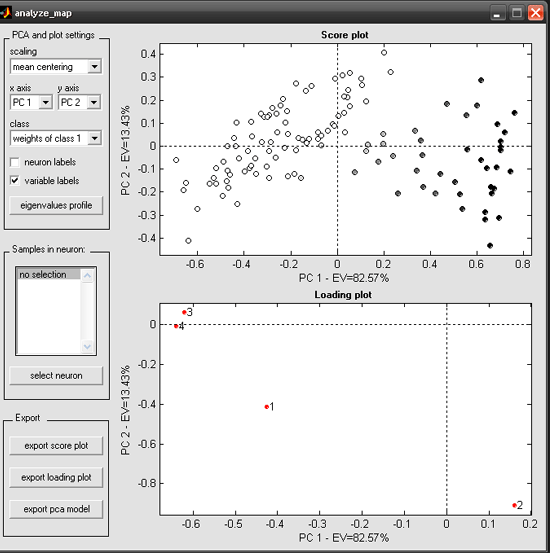 analyze_map
PCA and plot settings
scaling
mean centering
x axis y axis
PC 1 PC 2
class
weights of class 1
neuron labels
variable labels
eigenvalues profile
Samples in neuron:
no selection
select neuron
Export
export score plot
export loading plot
export pca model
Score plot
PC 2 - EV=13.43%
0.4
0.3
0.2
0.1
0
-0.1
-0.2
-0.3
-0.4
-0.6 -0.4 -0.2 0 0.2 0.4 0.6 0.8
PC 1 - EV=82.57%
Loading plot
PC 2 - EV=13.43%
0
-0.2
-0.4
-0.6
-0.8
3
4
1
2
-0.6 -0.5 -0.4 -0.3 -0.2 -0.1 0 0.1 0.2
PC 1 - EV=82.57%